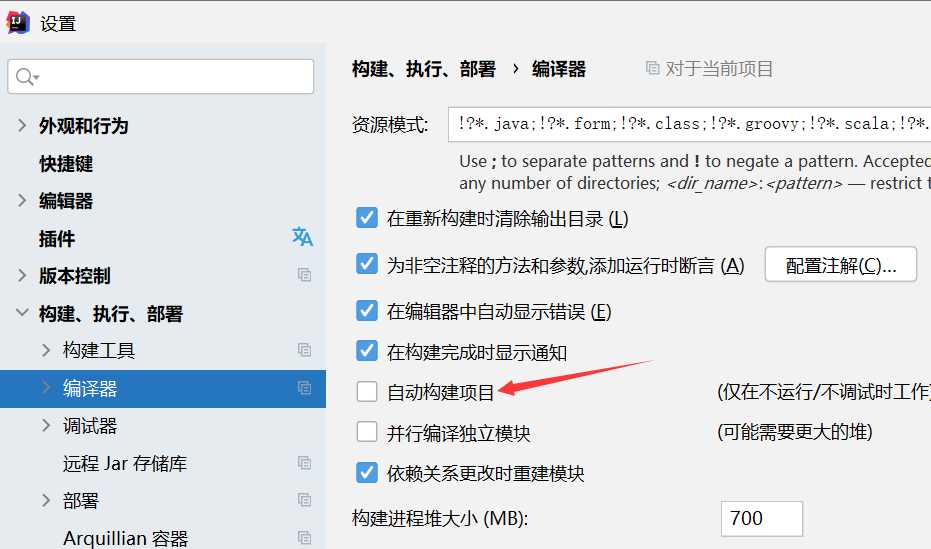 设置
外观和行为
快捷键
编辑器
插件
版本控制
构建、执行、部署
构建工具
编译器
调试器
远程 Jar 存储库
部署
Arquillian 容器
构建、执行、部署 › 编译器 对于当前项目
资源模式: !?*.java;!?*.form;!?*.class;!?*.groovy;!?*.scala;!?*.
Use ; to separate patterns and ! to negate a pattern. Accepted
any number of directories; <dir_name>:<pattern> — restrict t
在重新构建时清除输出目录 (L)
为非空注释的方法和参数,添加运行时断言 (A) 配置注解(C)...
在编辑器中自动显示错误 (E)
在构建完成时显示通知
自动构建项目 (仅在不运行/不调试时工作)
并行编译独立模块 (可能需要更大的堆)
依赖关系更改时重建模块
构建进程堆大小 (MB): 700